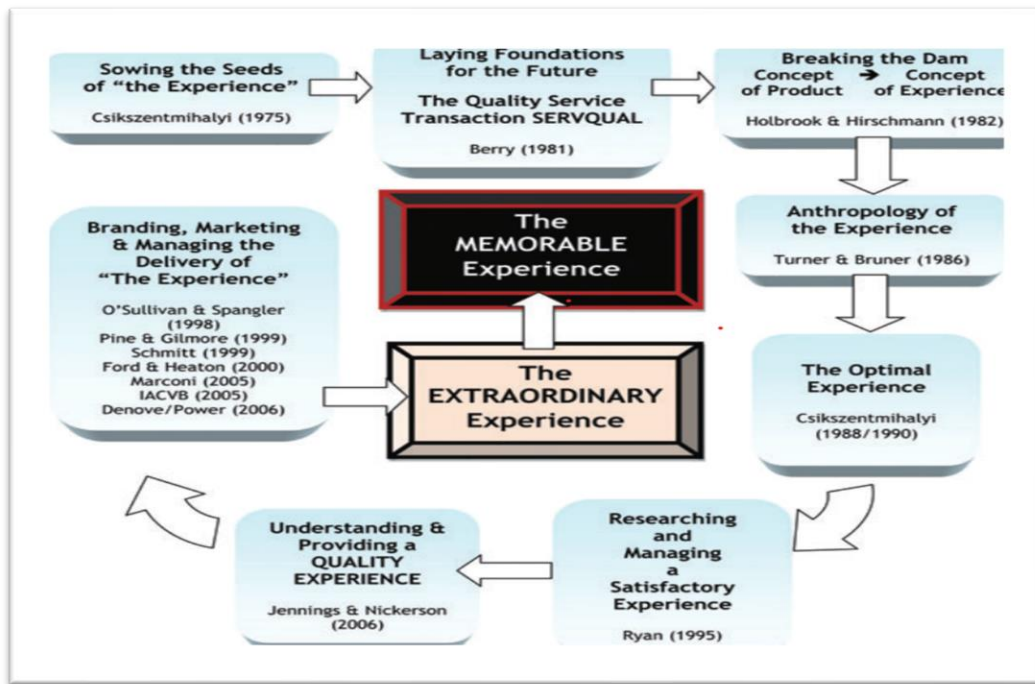 Sowing the Seeds
of “the Experience”
Csikszentmihalyi (1975)
Laying Foundations
for the Future
The Quality Service
Transaction SERVQUAL
Berry (1981)
Breaking the Dam
Concept ➔ Concept
of Product of Experience
Holbrook & Hirschmann (1982)
Anthropology of
the Experience
Turner & Bruner (1986)
The Optimal
Experience
Csikszentmihalyi
(1988/1990)
Researching
and
Managing
a
Satisfactory
Experience
Ryan (1995)
Understanding &
Providing a
QUALITY
EXPERIENCE
Jennings & Nickerson
(2006)
Branding, Marketing
& Managing the
Delivery of
“The Experience”
O’Sullivan & Spangler
(1998)
Pine & Gilmore (1999)
Schmitt (1999)
Ford & Heaton (2000)
Marconi (2005)
IACVB (2005)
Denove/Power (2006)
The
EXTRAORDINARY
Experience
The
MEMORABLE
Experience